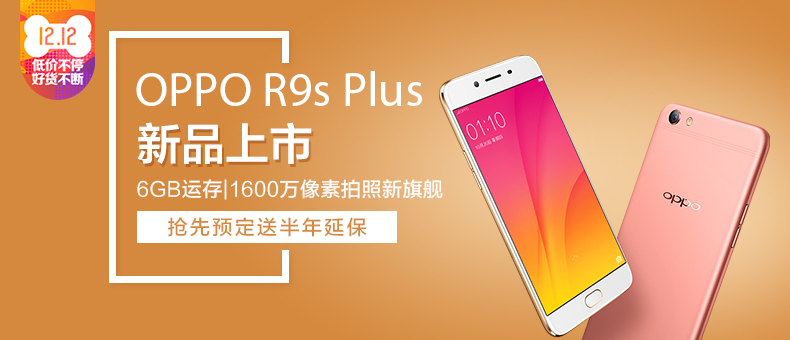 12.12
低价不停
好货不断
OPPO R9s Plus
新品上市
6GB运存|1600万像素拍照新旗舰
抢先预定送半年延保
01:10
oppo